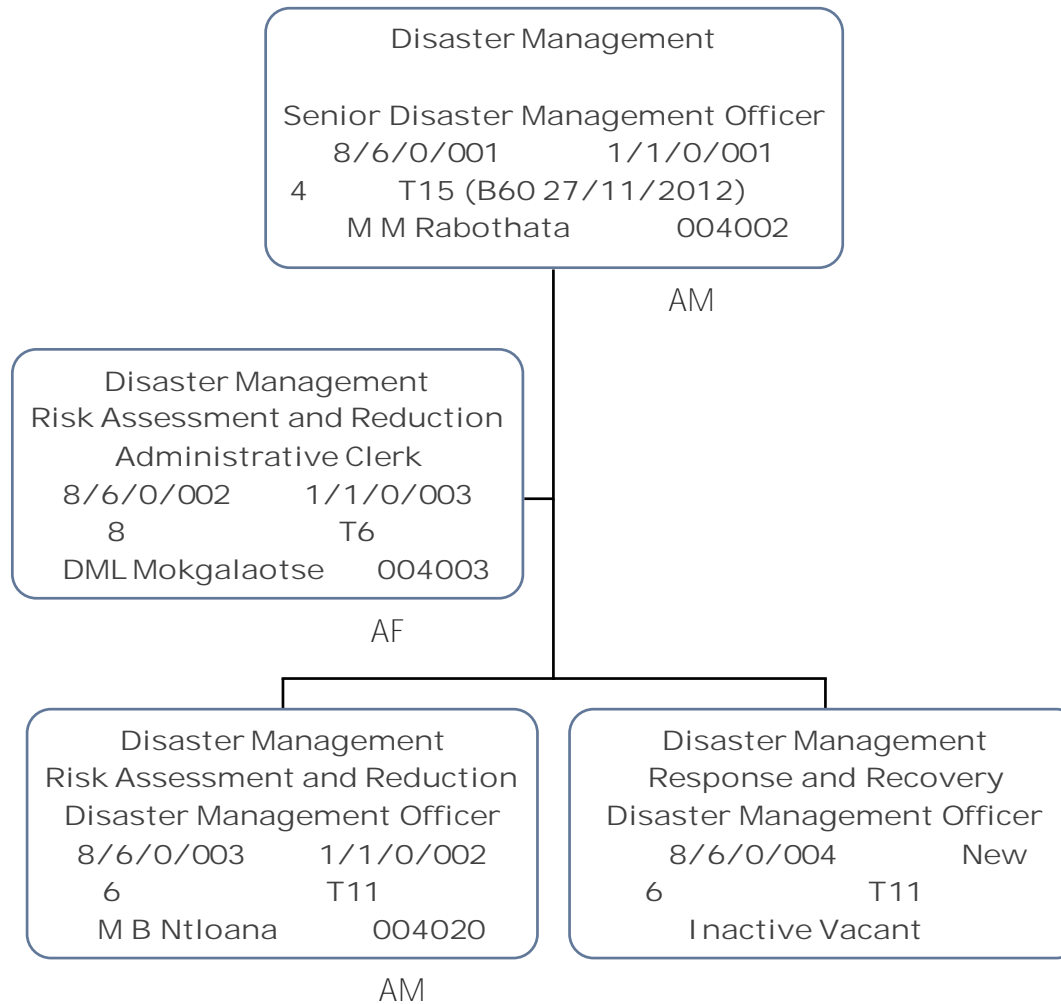 Disaster Management
Senior Disaster Management Officer
8/6/0/001 1/1/0/001
4 T15 (B60 27/11/2012)
M M Rabothata 004002
AM
Disaster Management
Risk Assessment and Reduction
Administrative Clerk
8/6/0/002 1/1/0/003
8 T6
DML Mokgalaotse 004003
AF
Disaster Management
Risk Assessment and Reduction
Disaster Management Officer
8/6/0/003 1/1/0/002
6 T11
M B Ntloana 004020
AM
Disaster Management
Response and Recovery
Disaster Management Officer
8/6/0/004 New
6 T11
Inactive Vacant